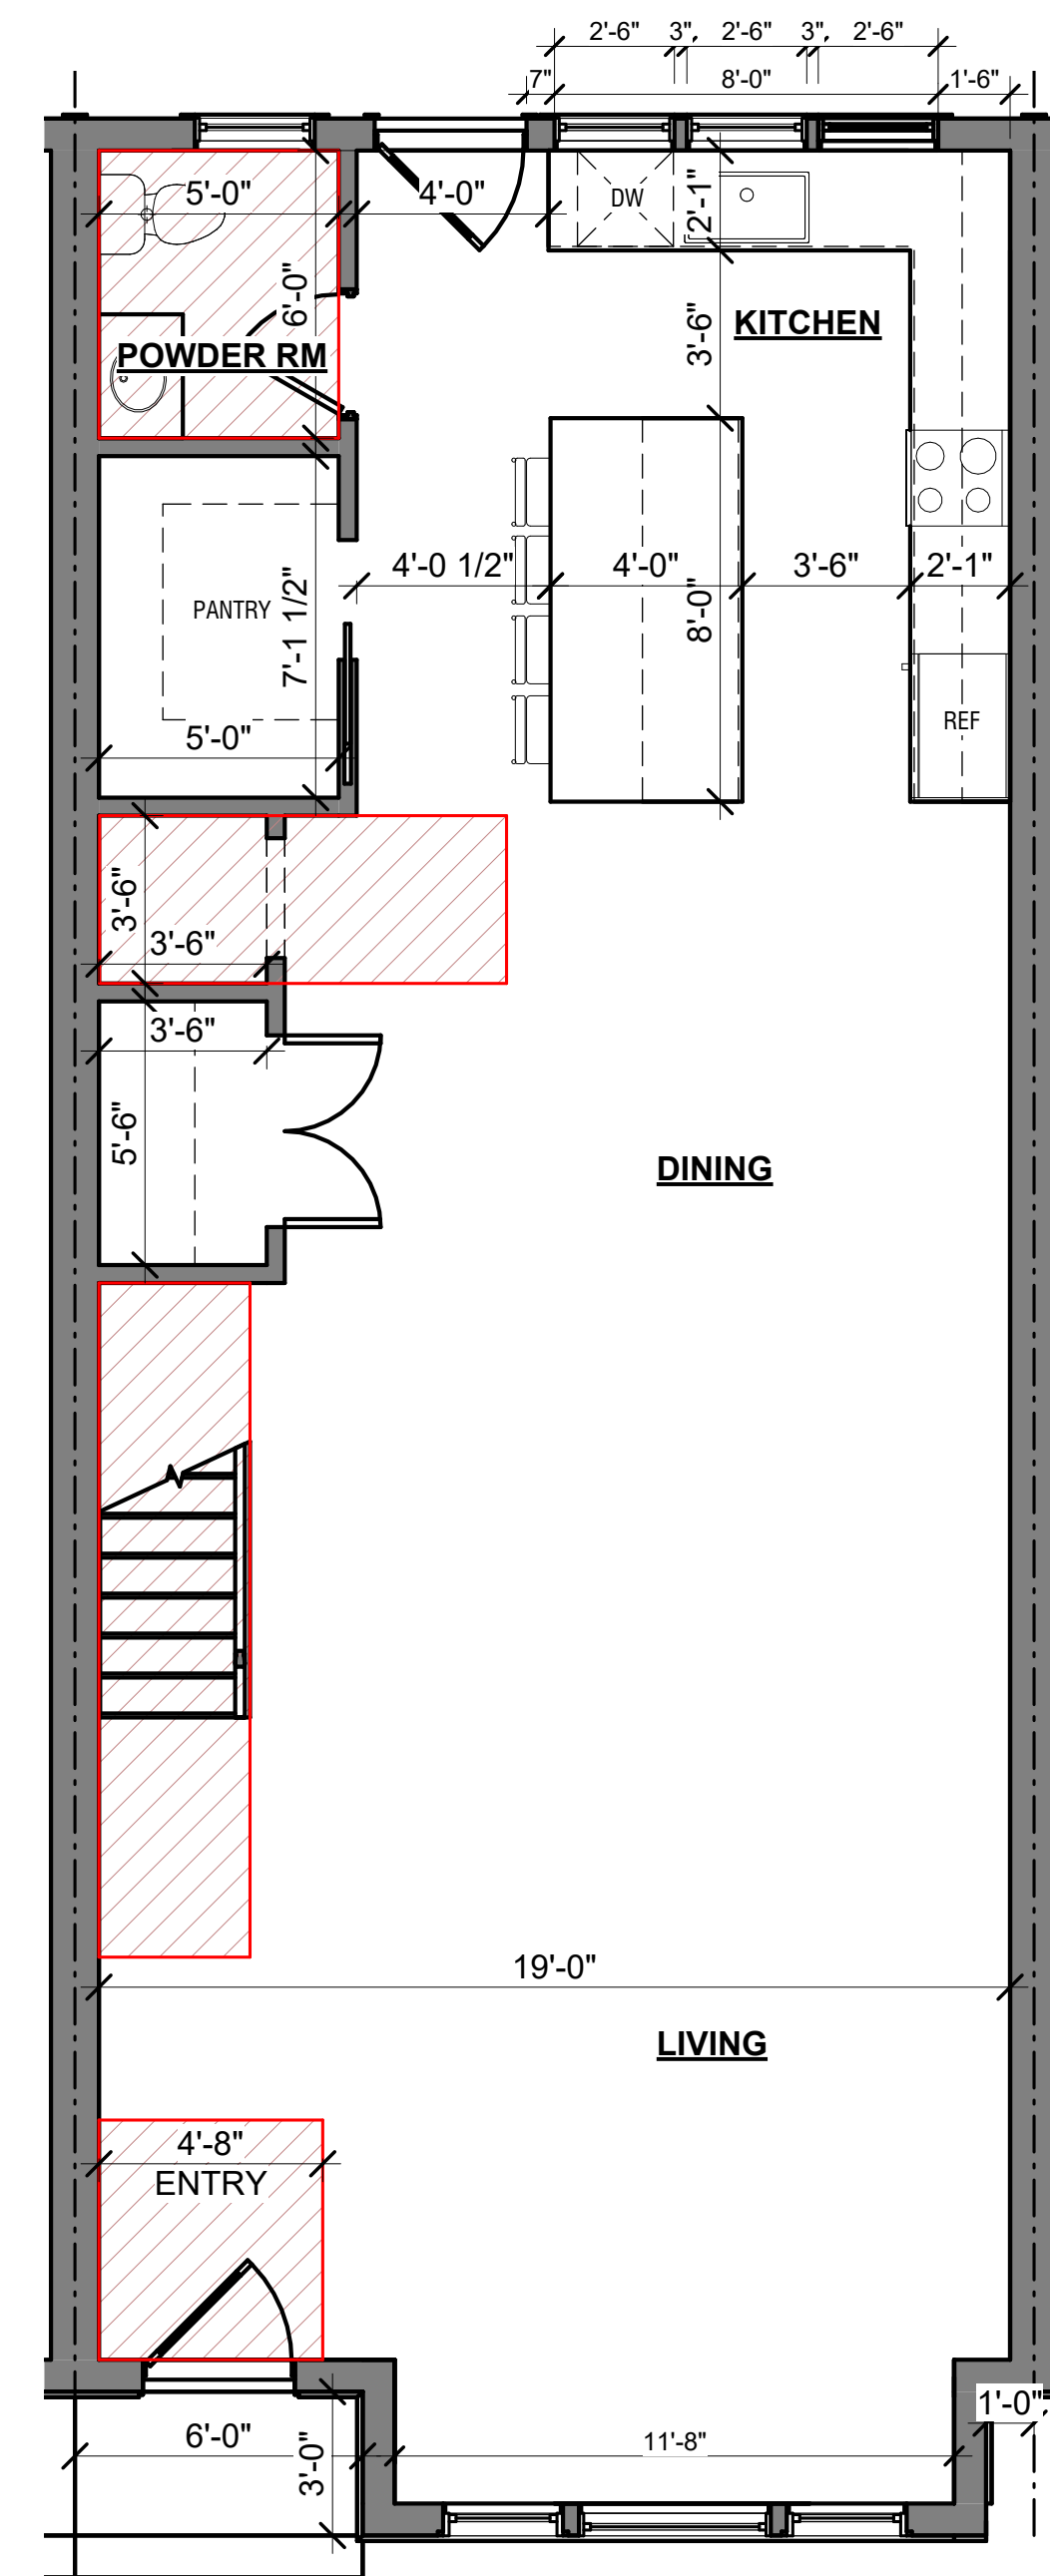 2'-6" 3" 2'-6" 3" 2'-6"
7" 8'-0" 1'-6"
5'-0" 4'-0" DW 2'-1"
6'-0"
3'-6" KITCHEN
POWDER RM
4'-0 1/2" 4'-0" 3'-6" 2'-1"
PANTRY 7'-1 1/2" 8'-0"
REF
5'-0"
3'-6"
3'-6"
3'-6"
5'-6"
DINING
19'-0"
LIVING
4'-8"
ENTRY
1'-0"
6'-0" 3'-0" 11'-8"